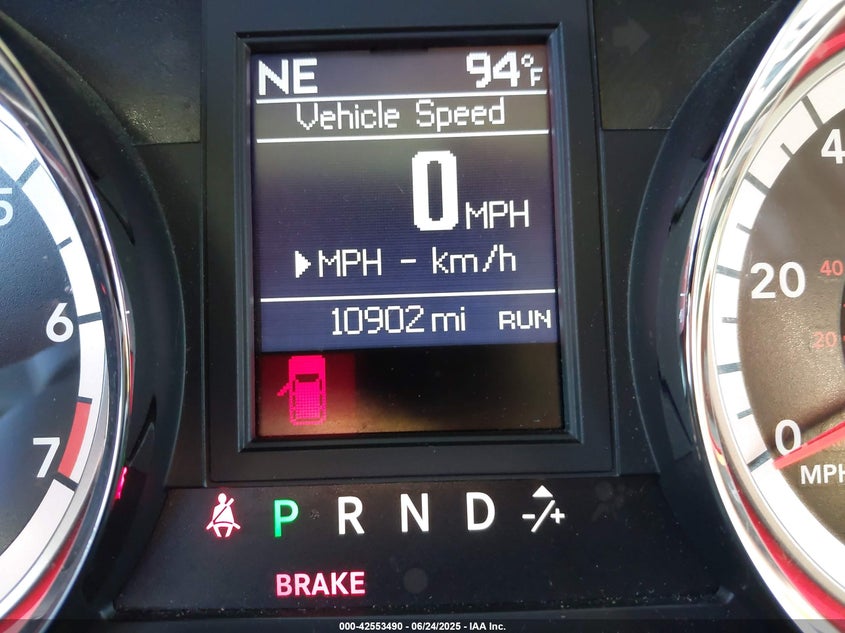 NE 94°F
Vehicle Speed
0 MPH
▶MPH - km/h
10902 mi RUN
5
6
7
4
20
0
MPH
40
20
P R N D -/+
BRAKE
000-42553490 - 06/24/2025 - IAA Inc.